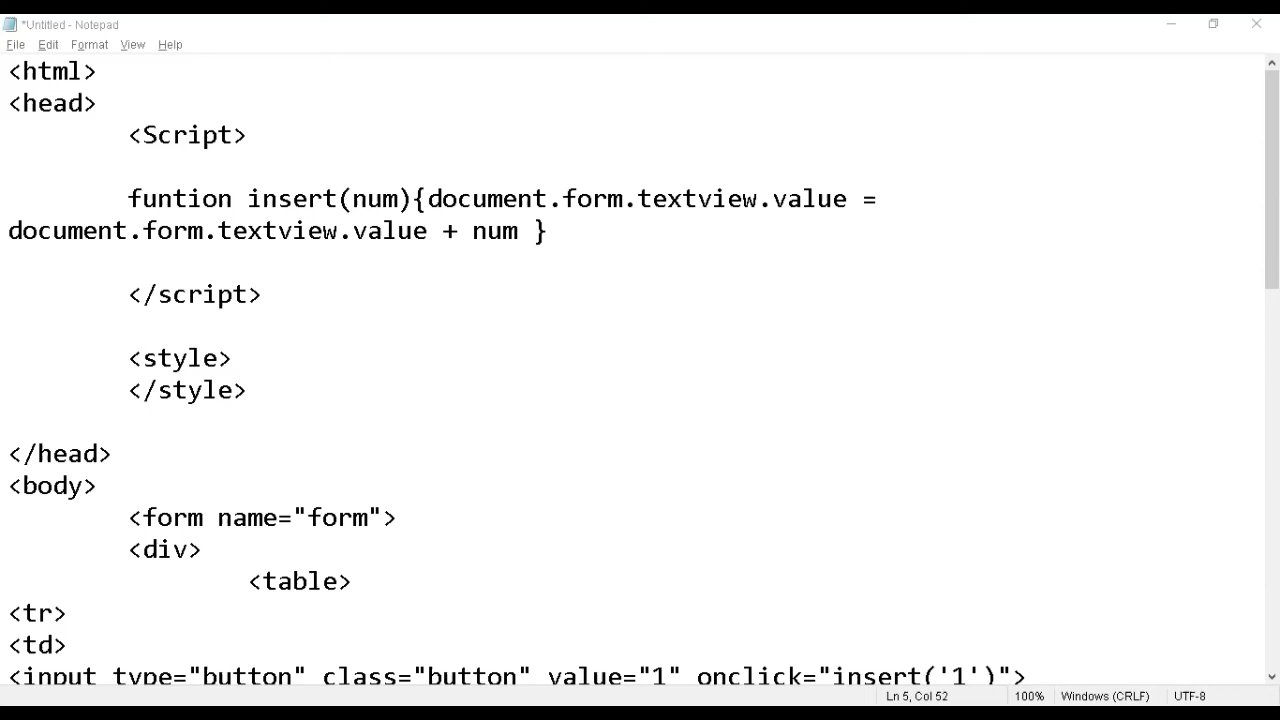 *Untitled - Notepad
File Edit Format View Help
<html>
<head>
<Script>
funtion insert(num){document.form.textview.value =
document.form.textview.value + num }
</script>
<style>
</style>
</head>
<body>
<form name="form">
<div>
<table>
<tr>
<td>
<input type="button" class="button" value="1" onclick="insert('1')">
Ln 5, Col 52 100% Windows (CRLF) UTF-8